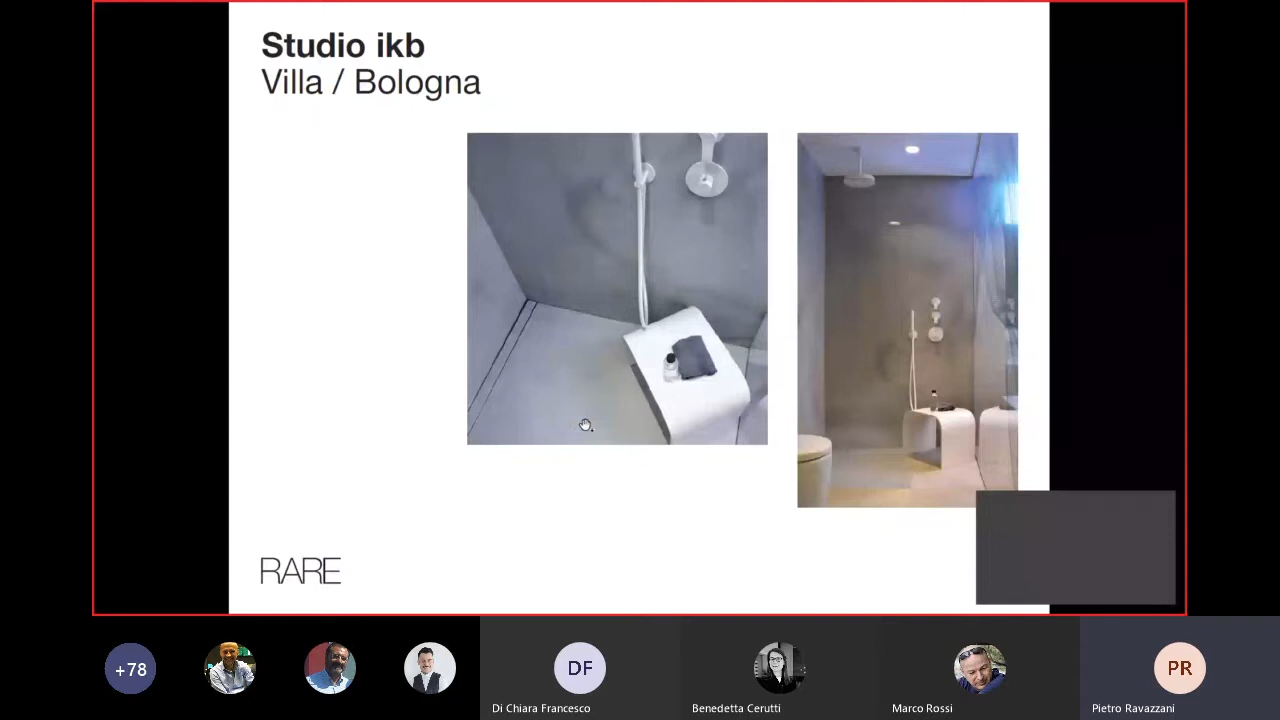 Studio ikb
Villa / Bologna
RARE
+78
DF
PR
Di Chiara Francesco
Benedetta Cerutti
Marco Rossi
Pietro Ravazzani